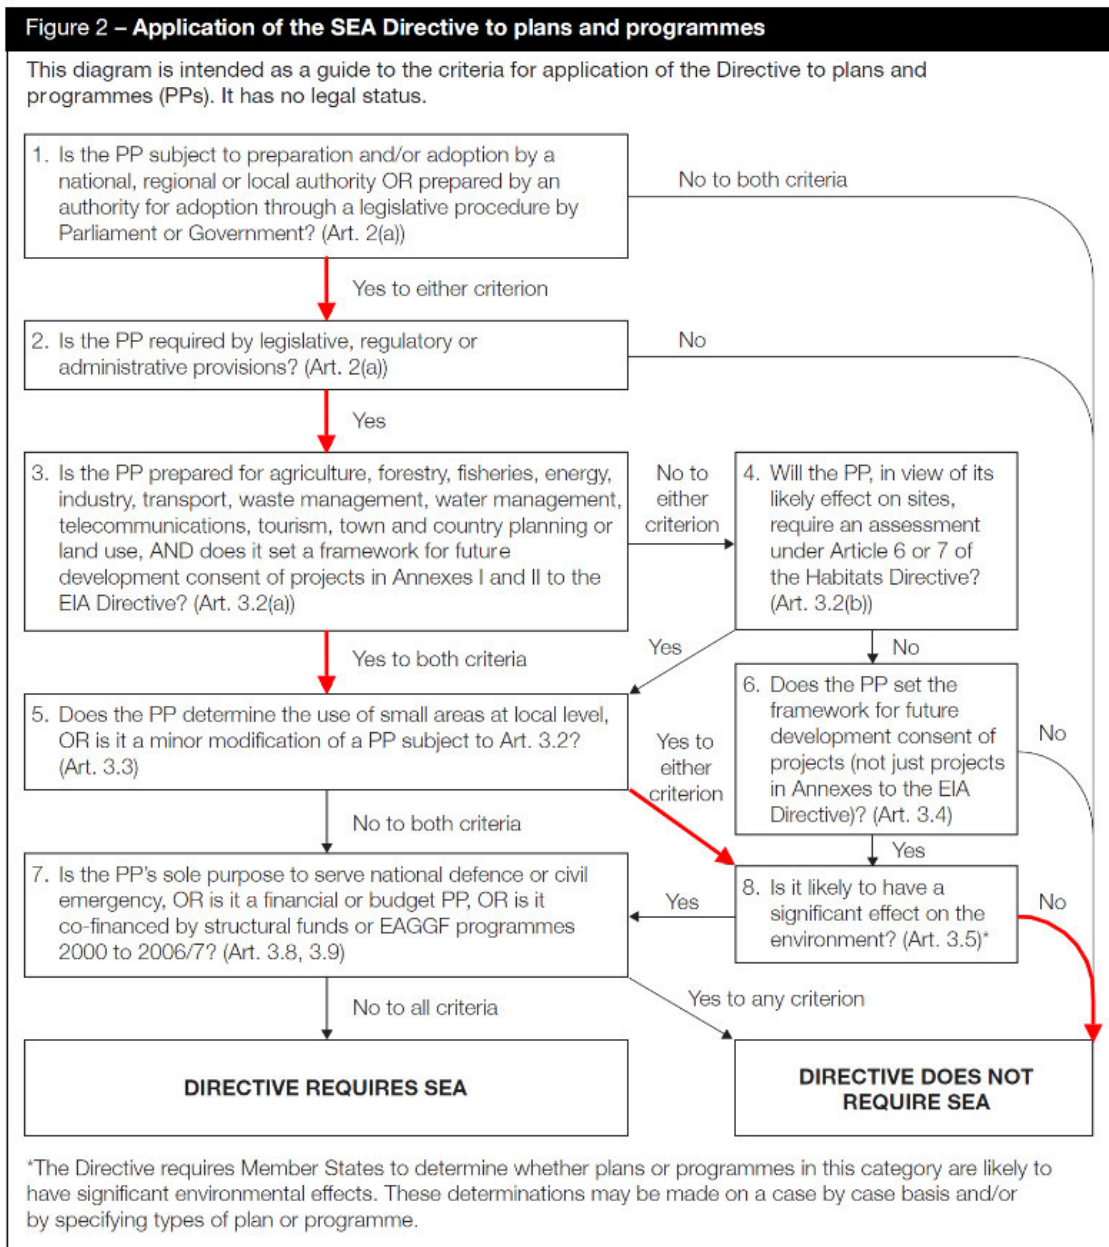 Figure 2 – Application of the SEA Directive to plans and programmes
This diagram is intended as a guide to the criteria for application of the Directive to plans and
programmes (PPs). It has no legal status.
1. Is the PP subject to preparation and/or adoption by a
national, regional or local authority OR prepared by an
authority for adoption through a legislative procedure by
Parliament or Government? (Art. 2(a))
No to both criteria
Yes to either criterion
2. Is the PP required by legislative, regulatory or
administrative provisions? (Art. 2(a))
No
Yes
3. Is the PP prepared for agriculture, forestry, fisheries, energy,
industry, transport, waste management, water management,
telecommunications, tourism, town and country planning or
land use, AND does it set a framework for future
development consent of projects in Annexes I and II to the
EIA Directive? (Art. 3.2(a))
No to
either
criterion
4. Will the PP, in view of its
likely effect on sites,
require an assessment
under Article 6 or 7 of
the Habitats Directive?
(Art. 3.2(b))
Yes to both criteria
Yes
No
5. Does the PP determine the use of small areas at local level,
OR is it a minor modification of a PP subject to Art. 3.2?
(Art. 3.3)
Yes to
either
criterion
6. Does the PP set the
framework for future
development consent of
projects (not just projects
in Annexes to the EIA
Directive)? (Art. 3.4)
No
No to both criteria
Yes
7. Is the PP's sole purpose to serve national defence or civil
emergency, OR is it a financial or budget PP, OR is it
co-financed by structural funds or EAGGF programmes
2000 to 2006/7? (Art. 3.8, 3.9)
Yes
8. Is it likely to have a
significant effect on the
environment? (Art. 3.5)*
No
No to all criteria
Yes to any criterion
DIRECTIVE REQUIRES SEA
DIRECTIVE DOES NOT
REQUIRE SEA
*The Directive requires Member States to determine whether plans or programmes in this category are likely to
have significant environmental effects. These determinations may be made on a case by case basis and/or
by specifying types of plan or programme.